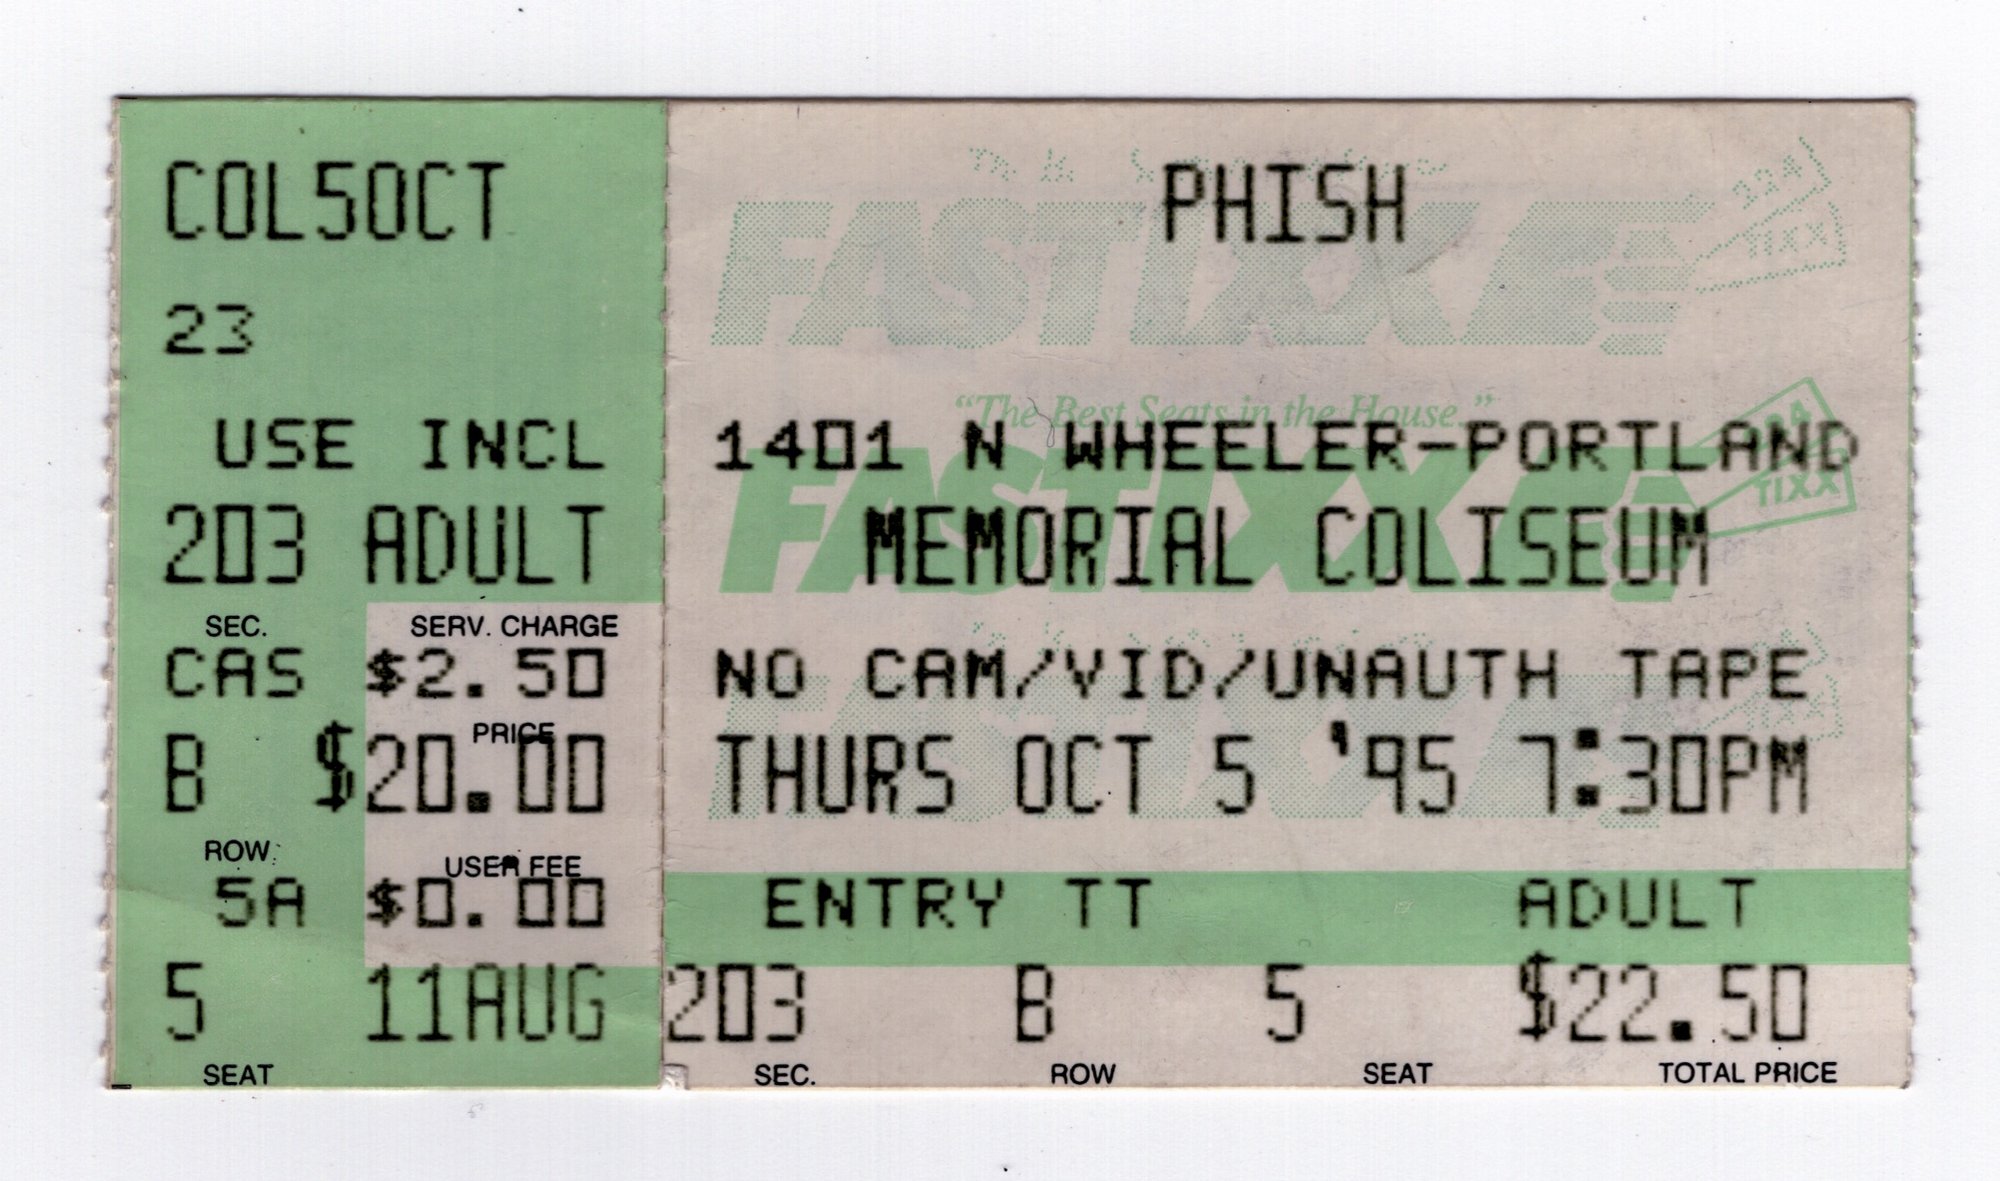 COL5OCT
23
USE INCL
203 ADULT
SEC. SERV. CHARGE
CAS $2.50
PRICE
B $20.00
ROW USER FEE
5A $0.00
5 11AUG
SEAT
PHISH
FASTIXX
"The Best Seats in the House."
1401 N WHEELER-PORTLAND
FASTIXX
224
TIXX
MEMORIAL COLISEUM
NO CAM/VID/UNAUTH TAPE
THURS OCT 5 '95 7:30PM
FASTIXX
ENTRY TT ADULT
203 B 5 $22.50
SEC. ROW SEAT TOTAL PRICE